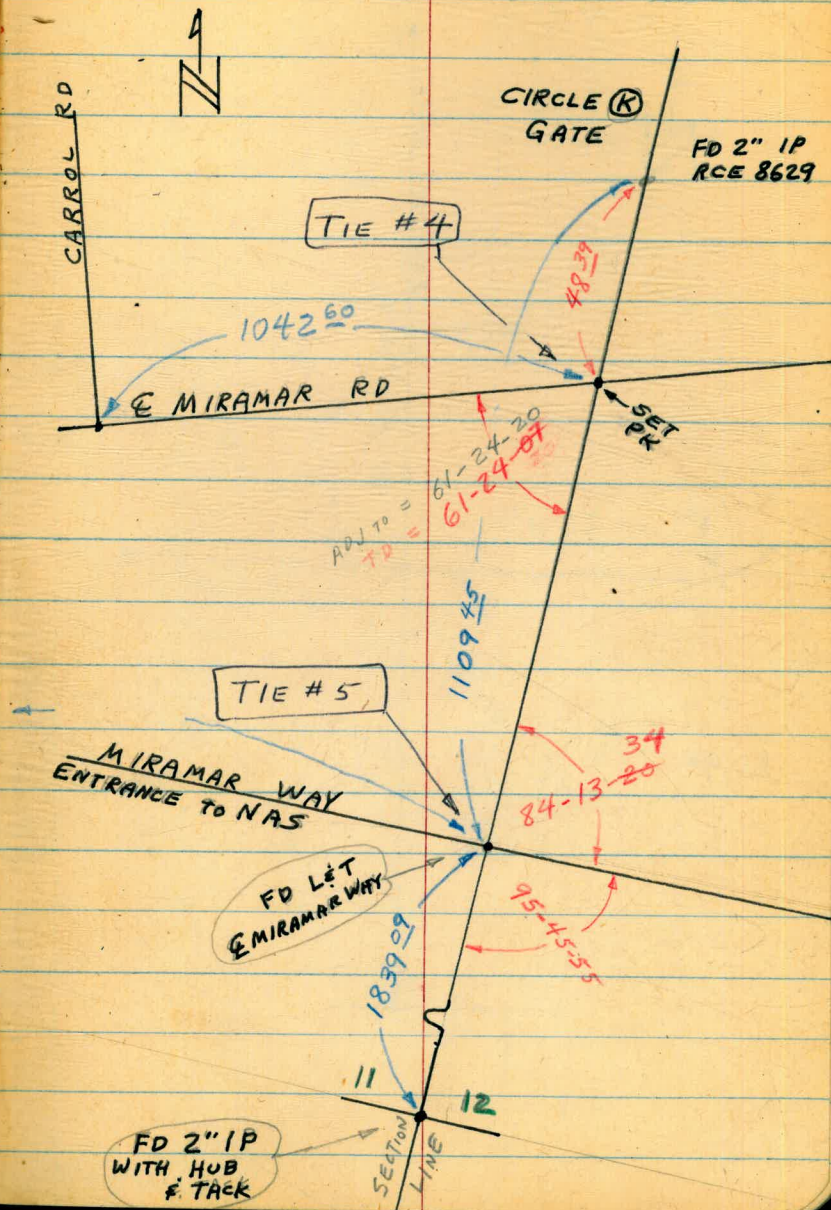 N
CARROL RD
CIRCLE Ⓚ
GATE
FD 2" IP
RCE 8629
TIE # 4
48 39
1042 60
℄ MIRAMAR RD
SET
PK
ADJ TO = 61-24-20
TD = 61-24-07
1109 45
TIE # 5
MIRAMAR WAY
ENTRANCE TO NAS
34
84-13-20
FD L&T
℄ MIRAMAR WAY
95-45-55
1839 09
11
12
SECTION
LINE
FD 2" IP
WITH HUB
& TACK